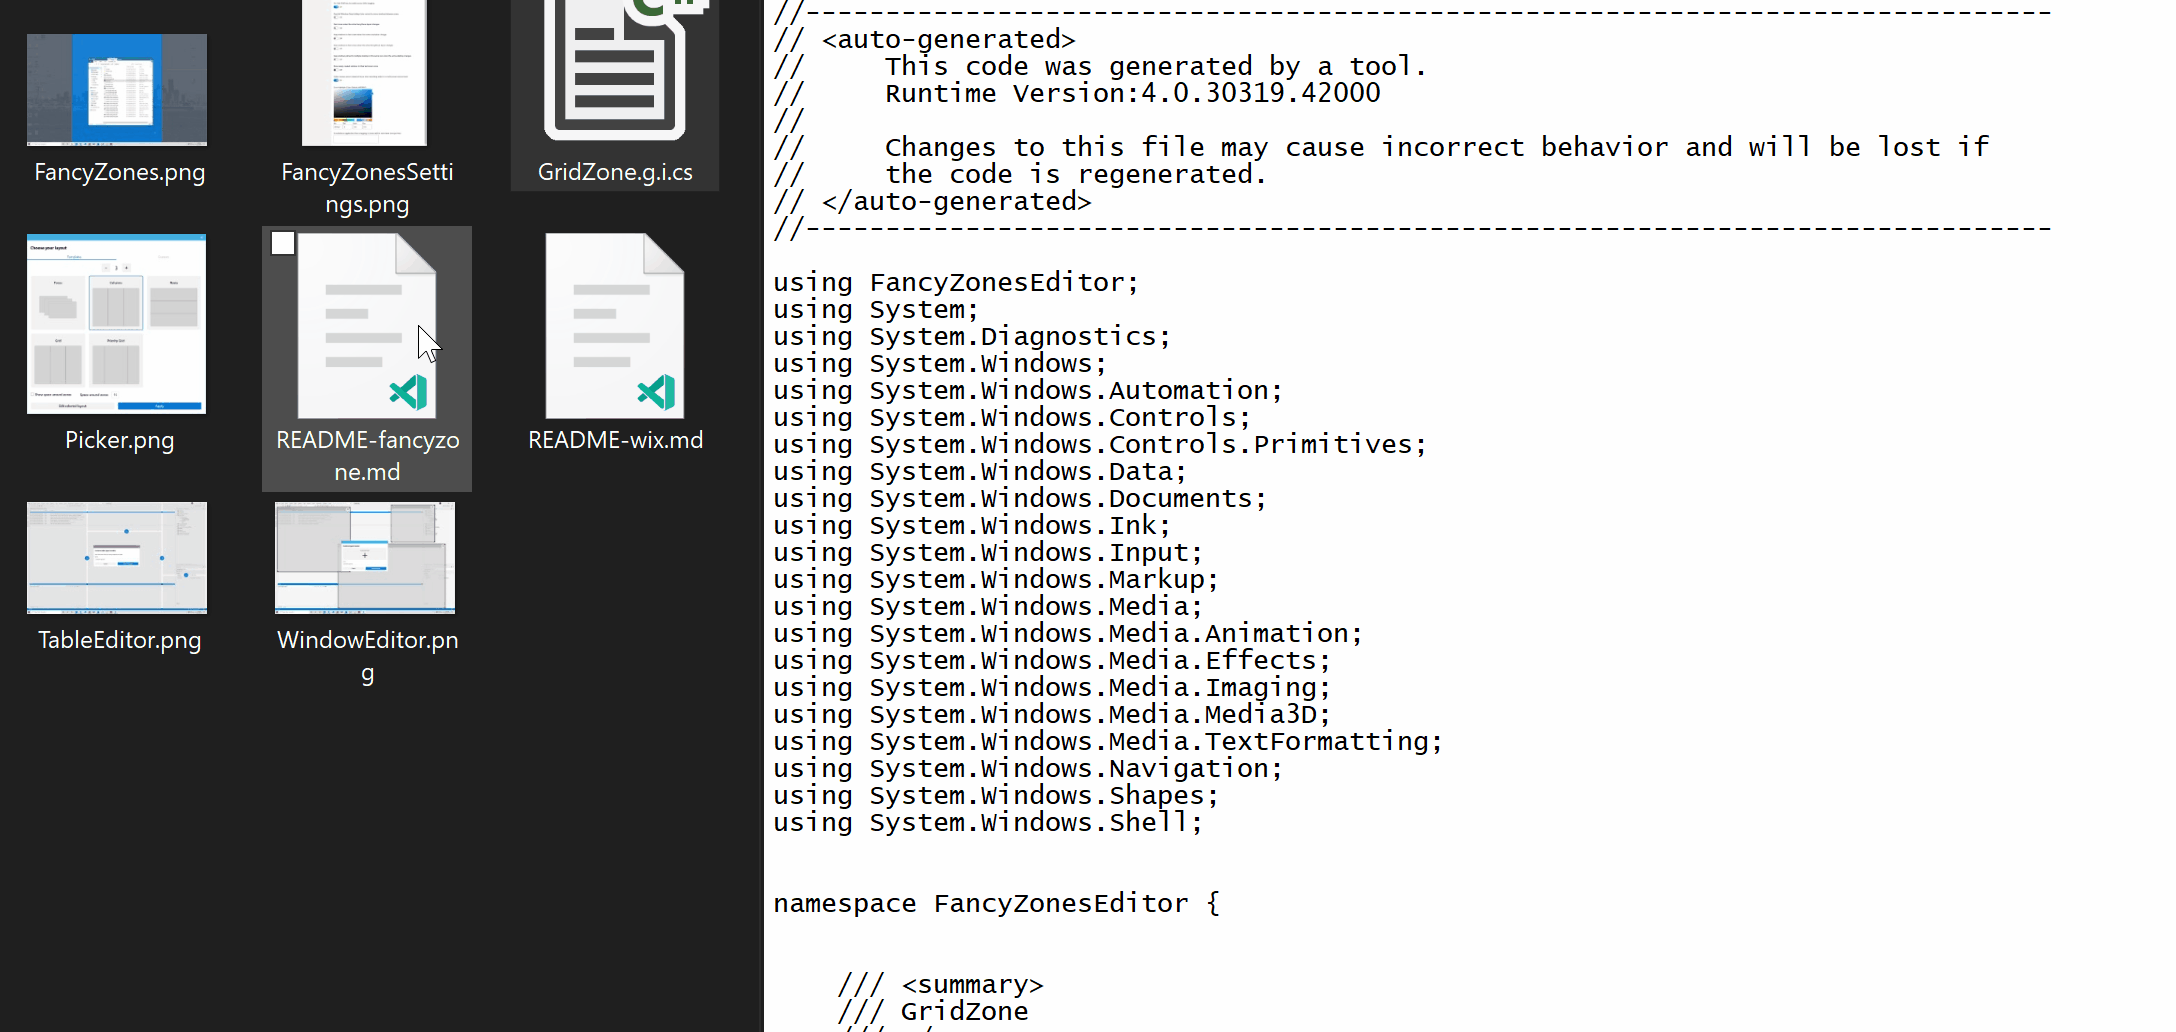 FancyZones.png
FancyZonesSetti
ngs.png
GridZone.g.i.cs
Picker.png
README-fancyzo
ne.md
README-wix.md
TableEditor.png
WindowEditor.pn
g
//------------------------------------------------------------------------------
// <auto-generated>
//     This code was generated by a tool.
//     Runtime Version:4.0.30319.42000
//
//     Changes to this file may cause incorrect behavior and will be lost if
//     the code is regenerated.
// </auto-generated>
//------------------------------------------------------------------------------
using FancyZonesEditor;
using System;
using System.Diagnostics;
using System.Windows;
using System.Windows.Automation;
using System.Windows.Controls;
using System.Windows.Controls.Primitives;
using System.Windows.Data;
using System.Windows.Documents;
using System.Windows.Ink;
using System.Windows.Input;
using System.Windows.Markup;
using System.Windows.Media;
using System.Windows.Media.Animation;
using System.Windows.Media.Effects;
using System.Windows.Media.Imaging;
using System.Windows.Media.Media3D;
using System.Windows.Media.TextFormatting;
using System.Windows.Navigation;
using System.Windows.Shapes;
using System.Windows.Shell;
namespace FancyZonesEditor {
/// <summary>
/// GridZone